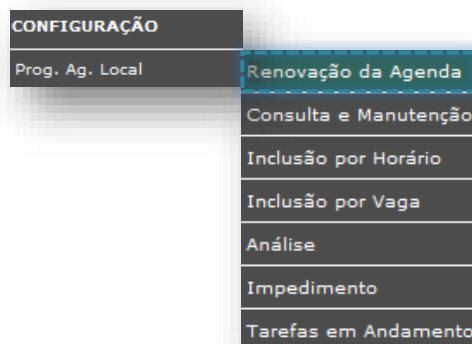 CONFIGURAÇÃO
Prog. Ag. Local
Renovação da Agenda
Consulta e Manutenção
Inclusão por Horário
Inclusão por Vaga
Análise
Impedimento
Tarefas em Andamento